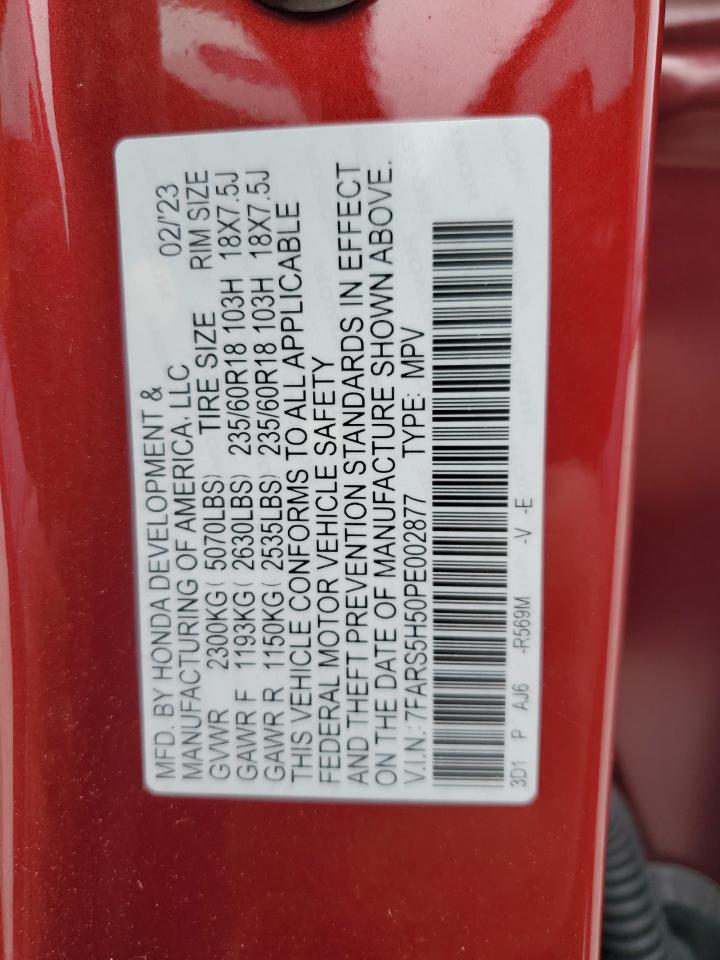 MFD. BY HONDA DEVELOPMENT & 02/'23
MANUFACTURING OF AMERICA, LLC
GVWR 2300KG( 5070LBS) TIRE SIZE RIM SIZE
GAWR F 1193KG( 2630LBS) 235/60R18 103H 18X7.5J
GAWR R 1150KG( 2535LBS) 235/60R18 103H 18X7.5J
THIS VEHICLE CONFORMS TO ALL APPLICABLE
FEDERAL MOTOR VEHICLE SAFETY
AND THEFT PREVENTION STANDARDS IN EFFECT
ON THE DATE OF MANUFACTURE SHOWN ABOVE.
V.I.N.: 7FARS5H50PE002877 TYPE: MPV
3D1 P AJ6 -R569M -V -E